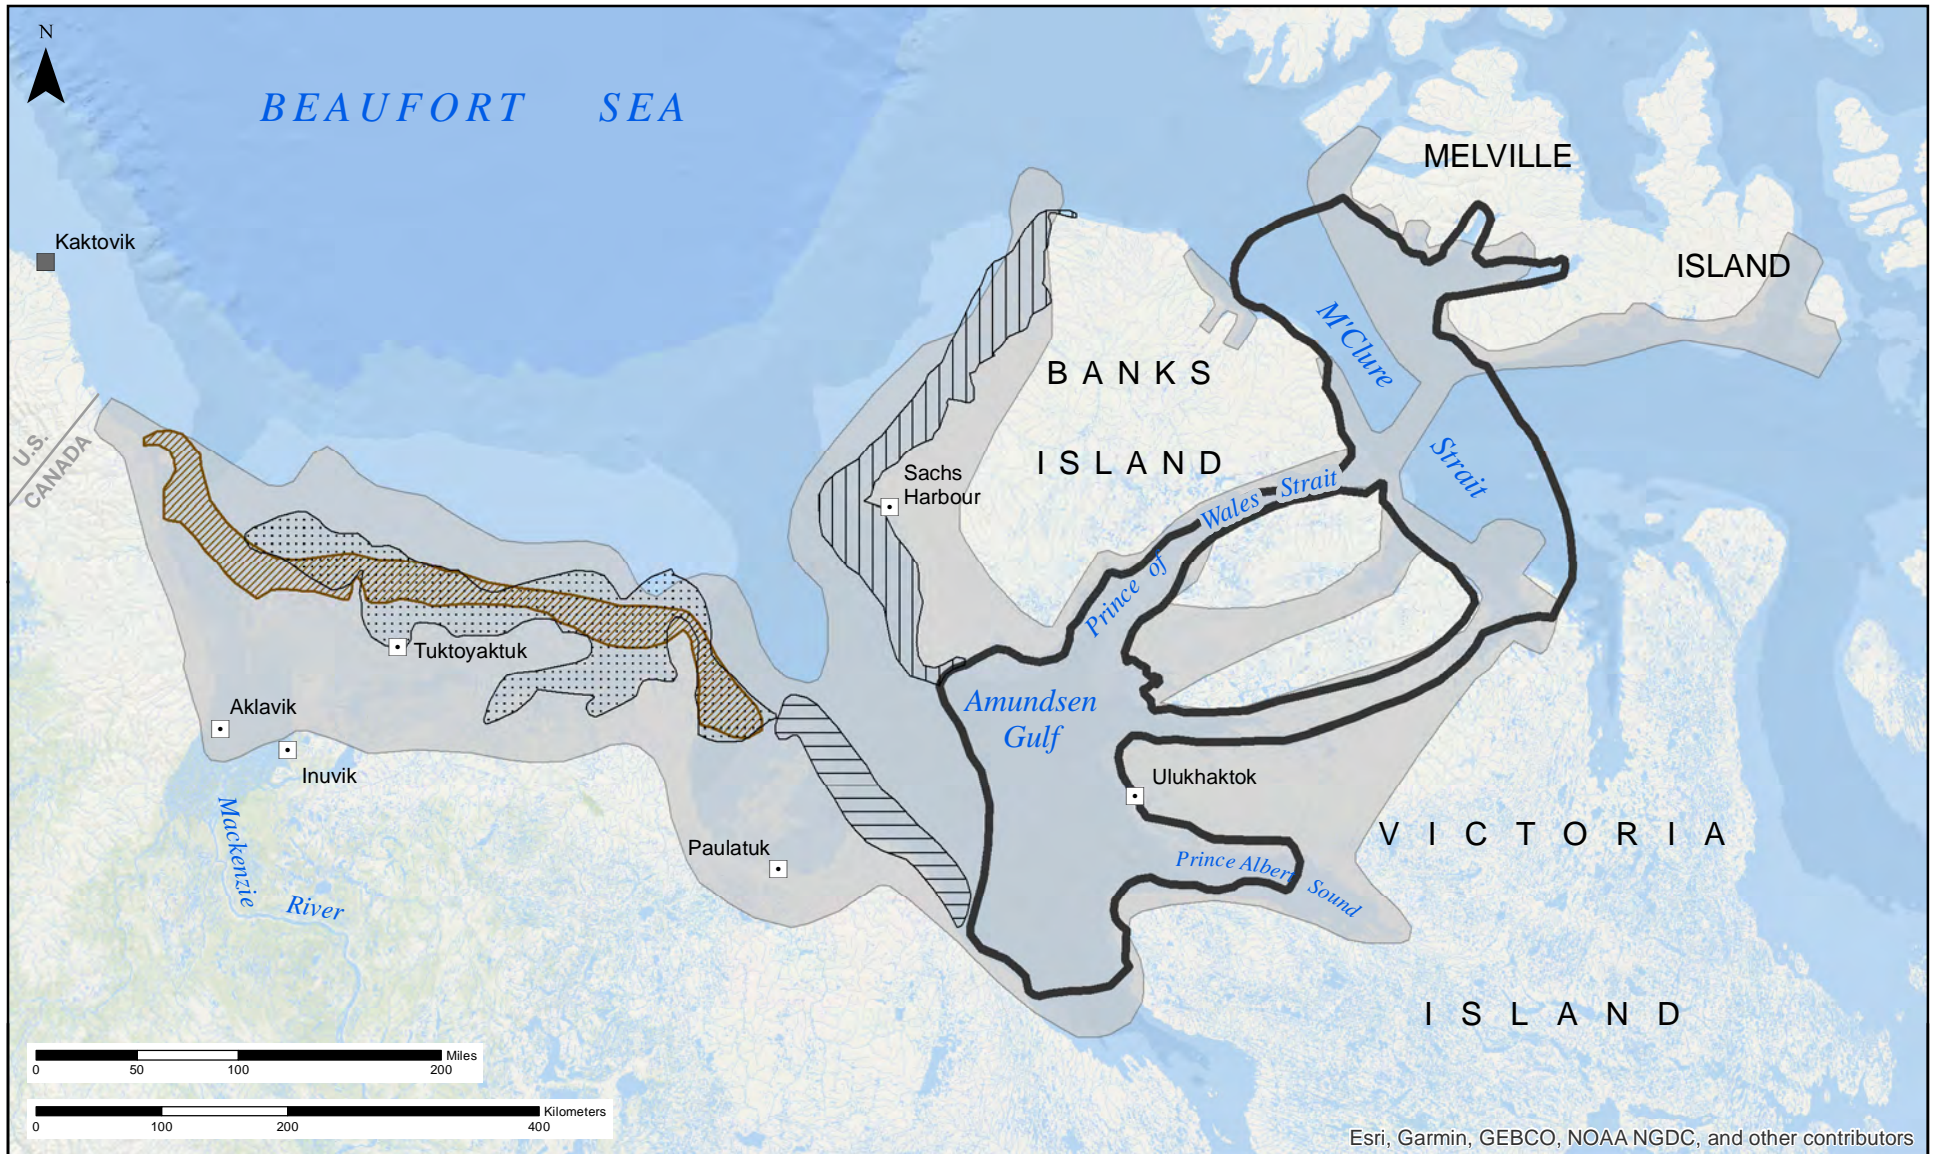 N
BEAUFORT SEA
MELVILLE
ISLAND
Kaktovik
M'Clure
Strait
BANKS
ISLAND
U.S.
CANADA
Sachs
Harbour
Prince of Wales Strait
Tuktoyaktuk
Amundsen
Gulf
Aklavik
Inuvik
Ulukhaktok
Mackenzie
River
Paulatuk
Prince Albert Sound
VICTORIA
ISLAND
Miles
0 50 100 200
Kilometers
0 100 200 400
Esri, Garmin, GEBCO, NOAA NGDC, and other contributors